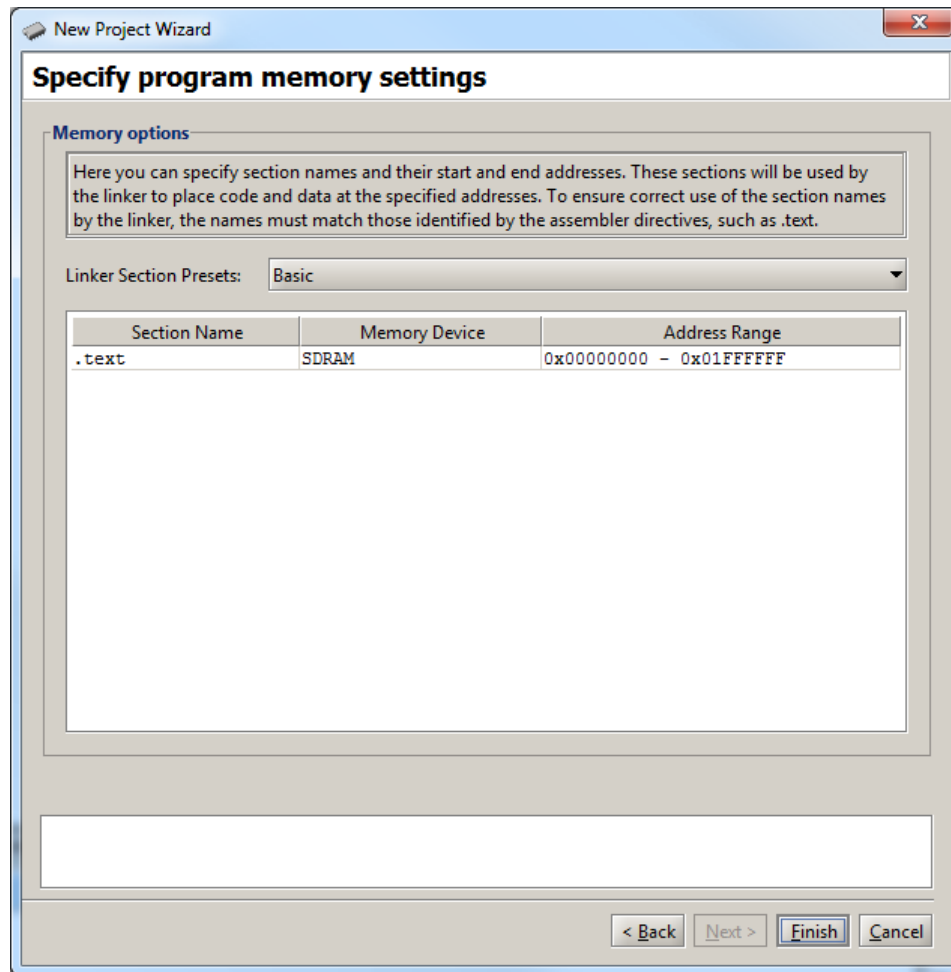 New Project Wizard
Specify program memory settings
Memory options
Here you can specify section names and their start and end addresses. These sections will be used by
the linker to place code and data at the specified addresses. To ensure correct use of the section names
by the linker, the names must match those identified by the assembler directives, such as .text.
Linker Section Presets: Basic
Section Name Memory Device Address Range
.text SDRAM 0x00000000 - 0x01FFFFFF
< Back Next > Finish Cancel